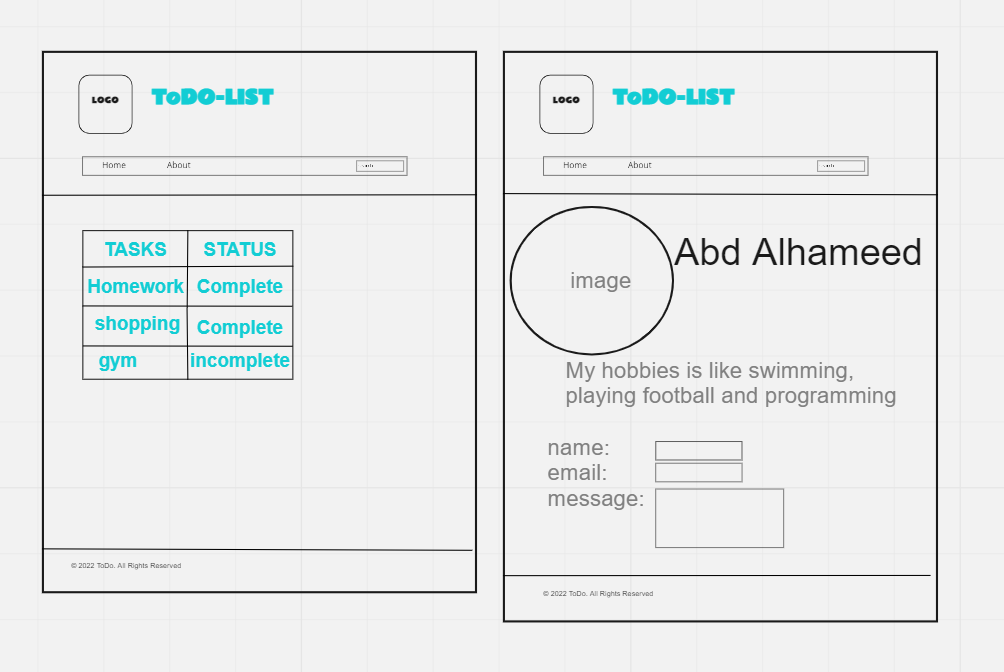 LOGO
ToDO-LIST
Home About
TASKS STATUS
Homework Complete
shopping Complete
gym incomplete
© 2022 ToDo. All Rights Reserved
LOGO
ToDO-LIST
Home About
image
Abd Alhameed
My hobbies is like swimming,
playing football and programming
name:
email:
message:
© 2022 ToDo. All Rights Reserved